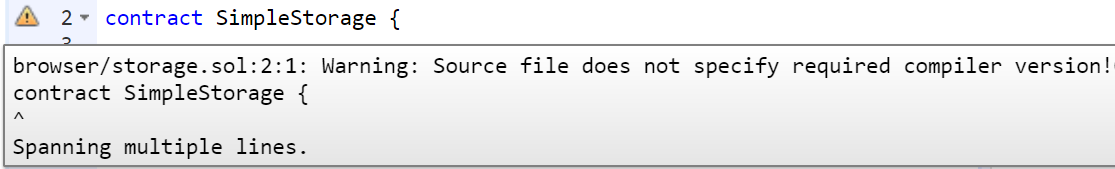 2 contract SimpleStorage {
3
browser/storage.sol:2:1: Warning: Source file does not specify required compiler version!
contract SimpleStorage {
^
Spanning multiple lines.